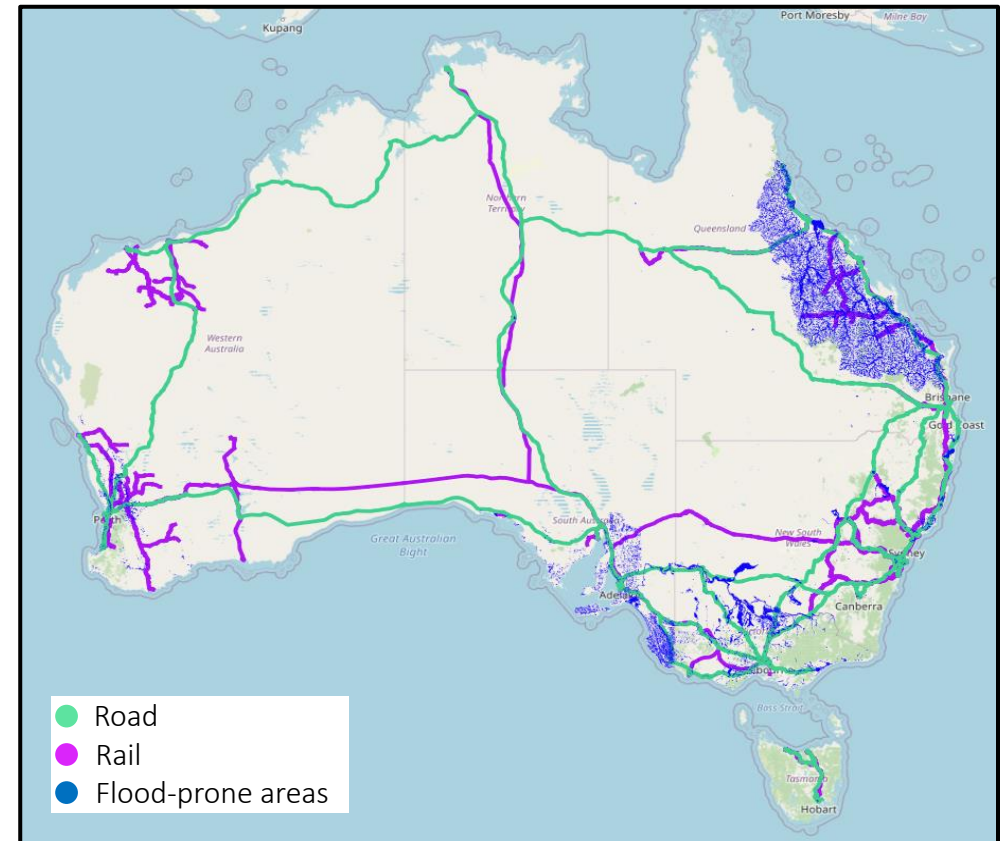 Kupang
Port Moresby
Milne Bay
Northern
Territory
Queensland
Western
Australia
Brisbane
Gold Coast
Perth
South Australia
Great Australian
Bight
New South
Wales
Sydney
Canberra
Bass Strait
Tasmania
Hobart
Road
Rail
Flood-prone areas